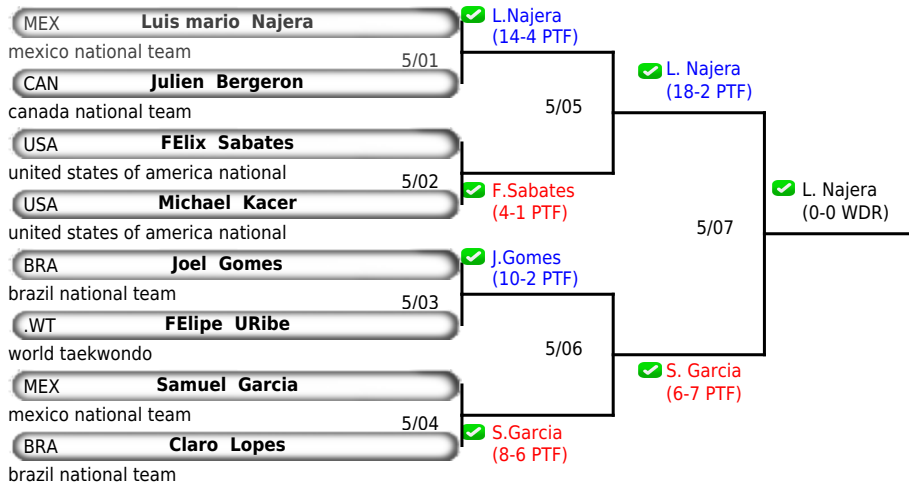 MEX Luis mario Najera
mexico national team
5/01
CAN Julien Bergeron
canada national team
USA FElix Sabates
united states of america national
5/02
USA Michael Kacer
united states of america national
BRA Joel Gomes
brazil national team
5/03
.WT FElipe URibe
world taekwondo
MEX Samuel Garcia
mexico national team
5/04
BRA Claro Lopes
brazil national team
L.Najera
(14-4 PTF)
5/05
F.Sabates
(4-1 PTF)
J.Gomes
(10-2 PTF)
5/06
S.Garcia
(8-6 PTF)
L. Najera
(18-2 PTF)
5/07
S. Garcia
(6-7 PTF)
L. Najera
(0-0 WDR)